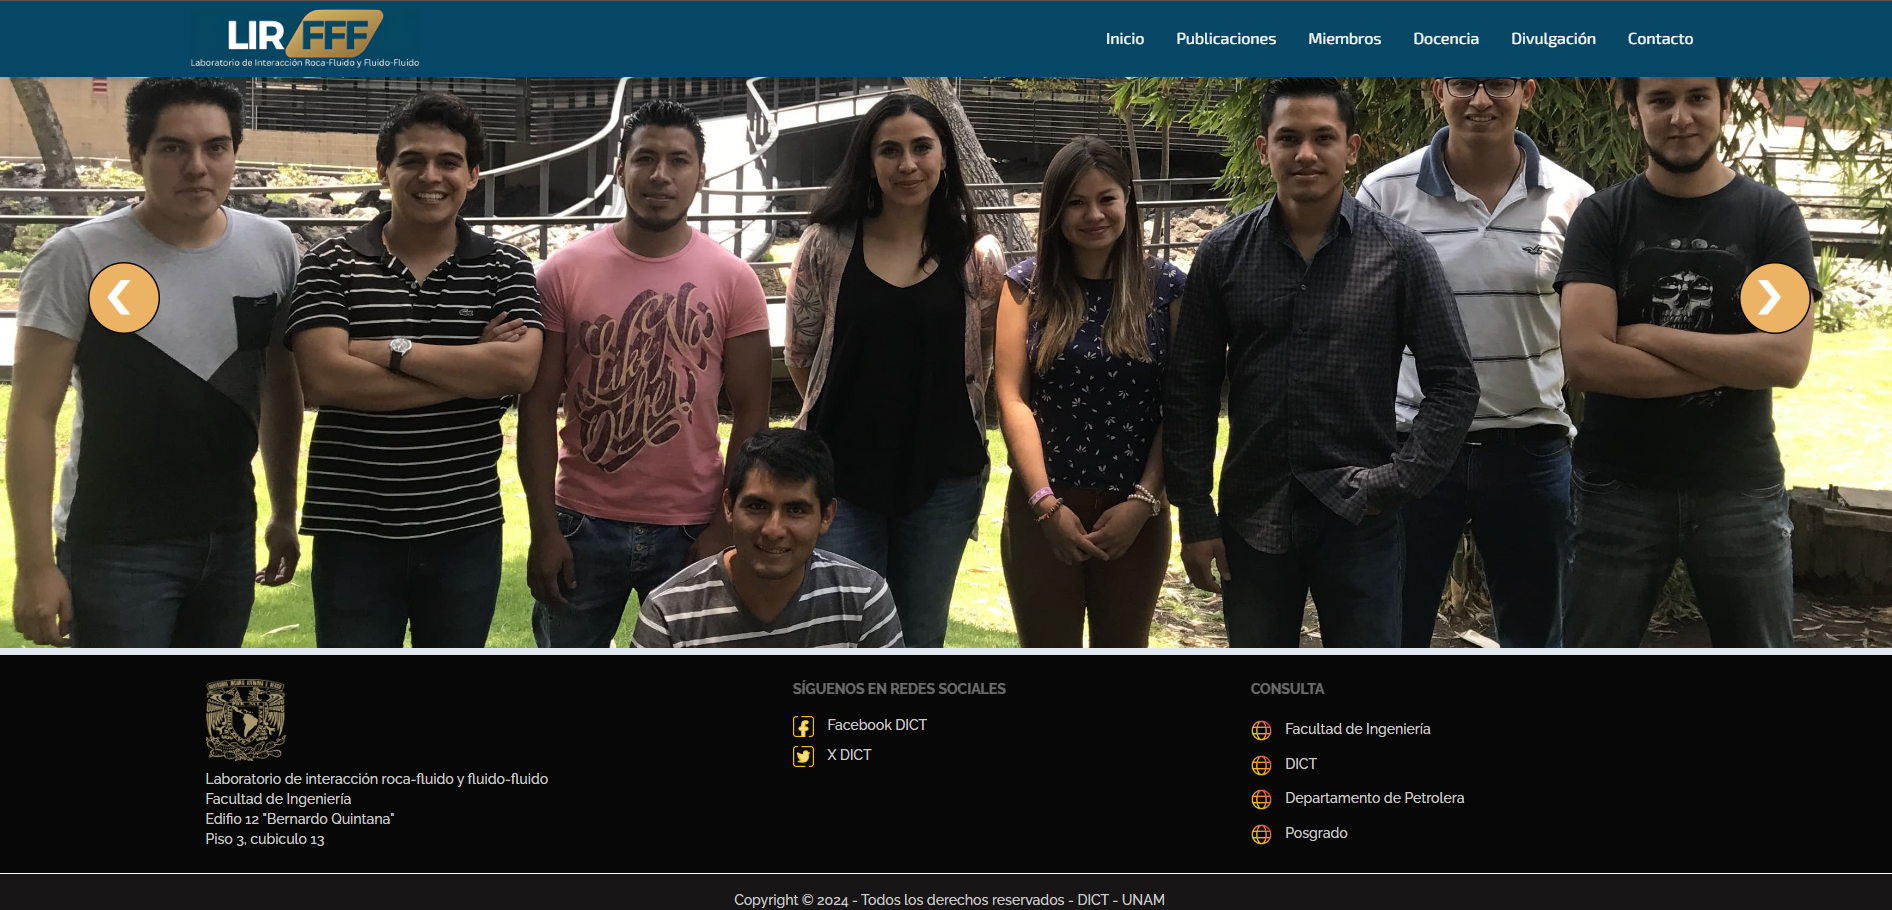 LIR FFF
Laboratorio de Interacción Roca-Fluido y Fluido-Fluido
Inicio
Publicaciones
Miembros
Docencia
Divulgación
Contacto
Like No
Other
Laboratorio de interacción roca-fluido y fluido-fluido
Facultad de Ingeniería
Edifio 12 "Bernardo Quintana"
Piso 3, cubiculo 13
SÍGUENOS EN REDES SOCIALES
Facebook DICT
X DICT
CONSULTA
Facultad de Ingeniería
DICT
Departamento de Petrolera
Posgrado
Copyright © 2024 - Todos los derechos reservados - DICT - UNAM